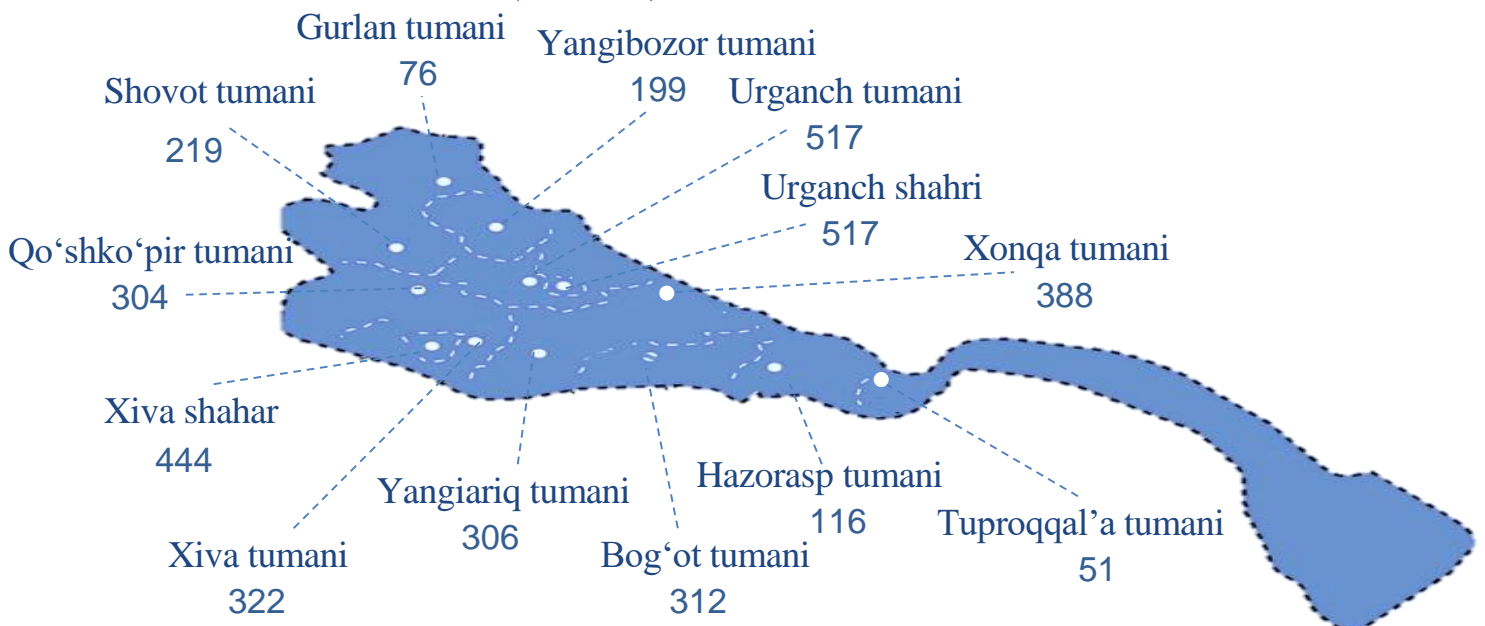 Gurlan tumani
76
Yangibozor tumani
199
Shovot tumani
219
Urganch tumani
517
Urganch shahri
517
Qo‘shko‘pir tumani
304
Xonqa tumani
388
Xiva shahar
444
Xiva tumani
322
Yangiariq tumani
306
Bog‘ot tumani
312
Hazorasp tumani
116
Tuproqqal’a tumani
51